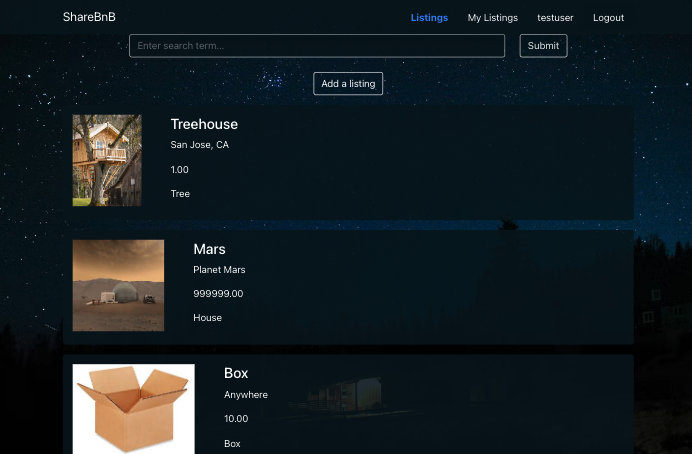 ShareBnB
Listings
My Listings
testuser
Logout
Enter search term...
Submit
Add a listing
Treehouse
San Jose, CA
1.00
Tree
Mars
Planet Mars
999999.00
House
Box
Anywhere
10.00
Box